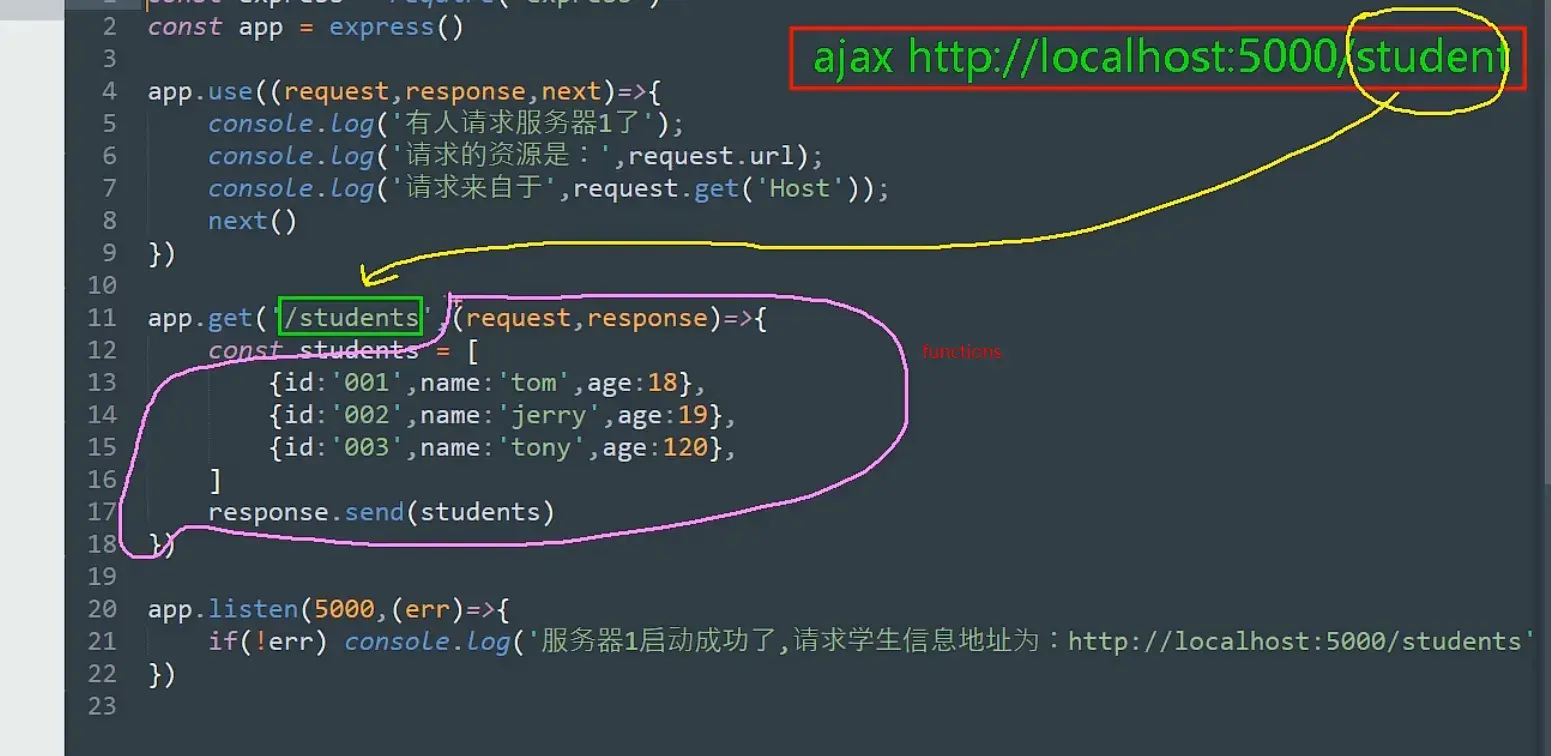 const express = require('express')
2 const app = express()
ajax http://localhost:5000/student
3
4 app.use((request,response,next)=>{
5 console.log('有人请求服务器1了');
6 console.log('请求的资源是：',request.url);
7 console.log('请求来自于',request.get('Host'));
8 next()
9 })
10
11 app.get('/students',(request,response)=>{
12 const students = [
functions
13 {id:'001',name:'tom',age:18},
14 {id:'002',name:'jerry',age:19},
15 {id:'003',name:'tony',age:120},
16 ]
17 response.send(students)
18 })
19
20 app.listen(5000,(err)=>{
21 if(!err) console.log('服务器1启动成功了,请求学生信息地址为：http://localhost:5000/students'
22 })
23